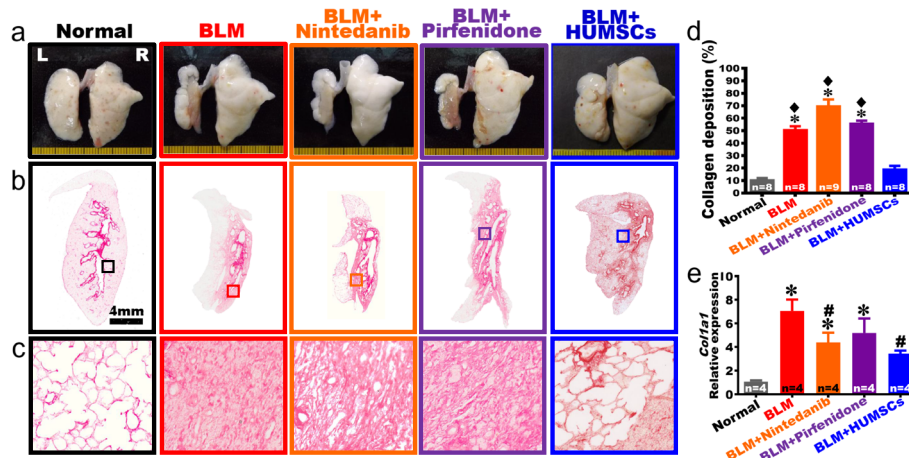 a
Normal
BLM
BLM+
Nintedanib
BLM+
Pirfenidone
BLM+
HUMSCs
L R
b
4mm
c
d
Collagen deposition (%)
100
90
80
70
60
50
40
30
20
10
0
*
♦
*
♦
*
♦
n=8
n=8
n=9
n=8
n=8
Normal
BLM
BLM+Nintedanib
BLM+Pirfenidone
BLM+HUMSCs
e
Col1a1
Relative expression
10
8
6
4
2
0
*
#
*
*
#
n=4
n=4
n=4
n=4
n=4
Normal
BLM
BLM+Nintedanib
BLM+Pirfenidone
BLM+HUMSCs